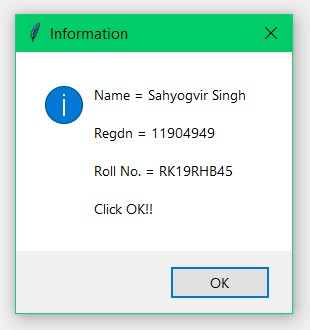 Information
Name = Sahyogvir Singh
Regdn = 11904949
Roll No. = RK19RHB45
Click OK!!
OK